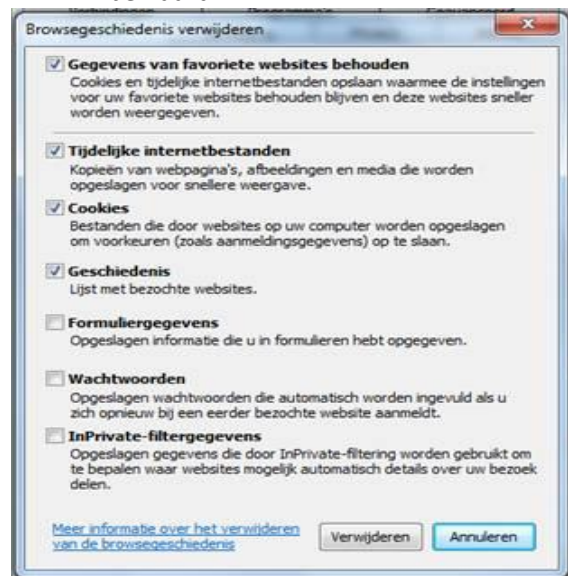 Browsegeschiedenis verwijderen
Gegevens van favoriete websites behouden
Cookies en tijdelijke internetbestanden opslaan waarmee de instellingen
voor uw favoriete websites behouden blijven en deze websites sneller
worden weergegeven.
Tijdelijke internetbestanden
Kopieën van webpagina's, afbeeldingen en media die worden
opgeslagen voor snellere weergave.
Cookies
Bestanden die door websites op uw computer worden opgeslagen
om voorkeuren (zoals aanmeldingsgegevens) op te slaan.
Geschiedenis
Lijst met bezochte websites.
Formuliergegevens
Opgeslagen informatie die u in formulieren hebt opgegeven.
Wachtwoorden
Opgeslagen wachtwoorden die automatisch worden ingevuld als u
zich opnieuw bij een eerder bezochte website aanmeldt.
InPrivate-filtergegevens
Opgeslagen gegevens die door InPrivate-filtering worden gebruikt om
te bepalen waar websites mogelijk automatisch details over uw bezoek
delen.
Meer informatie over het verwijderen
van de browsegeschiedenis
Verwijderen
Annuleren